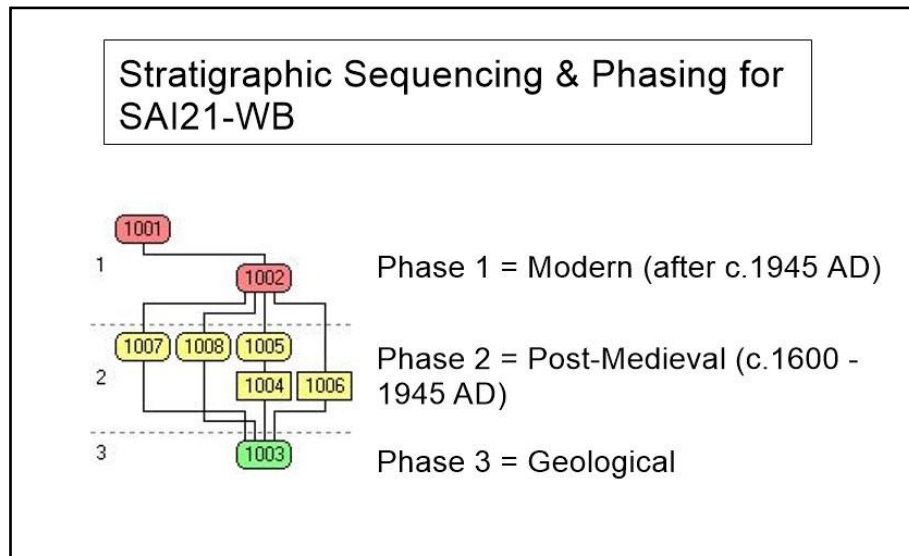 Stratigraphic Sequencing & Phasing for
SAI21-WB
1001
1
1002
Phase 1 = Modern (after c.1945 AD)
1007 1008 1005
2
1004 1006
Phase 2 = Post-Medieval (c.1600 -
1945 AD)
3
1003
Phase 3 = Geological